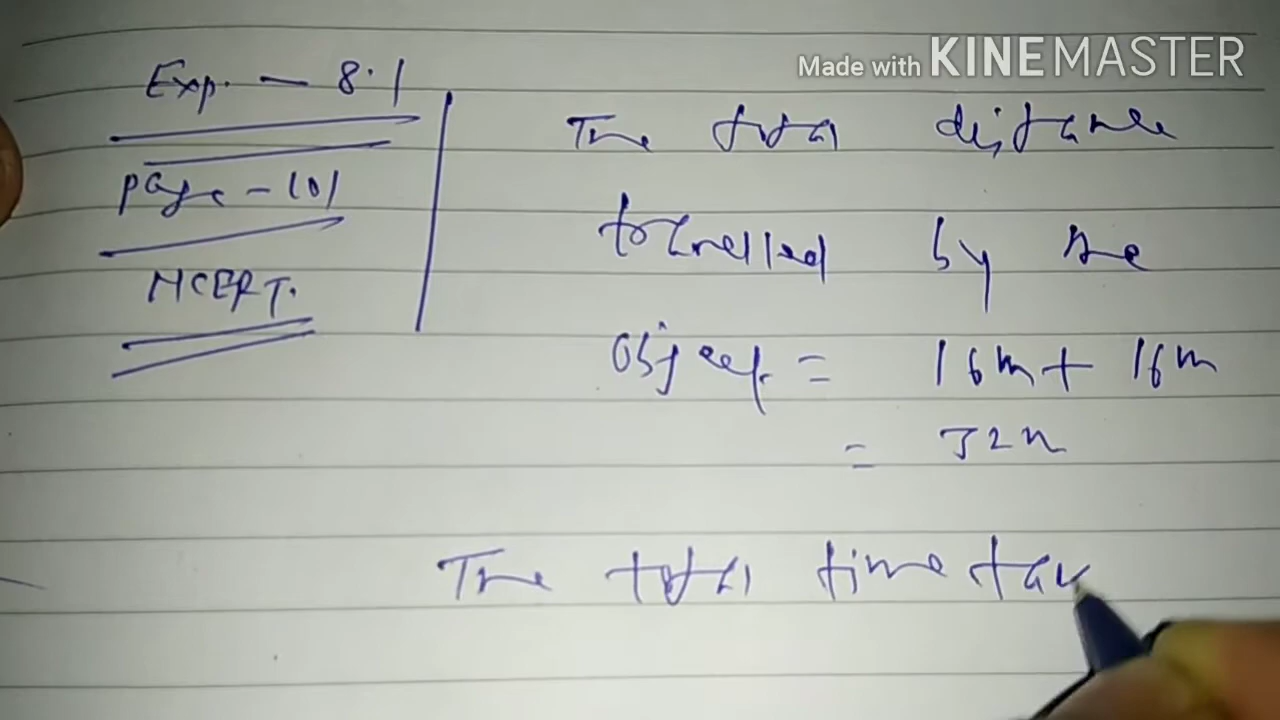 Made with KINEMASTER
Exp. — 8.1
Page - 101
NCERT.
The total distance
travelled by the
object = 16m + 16m
= 32m
The total time tak